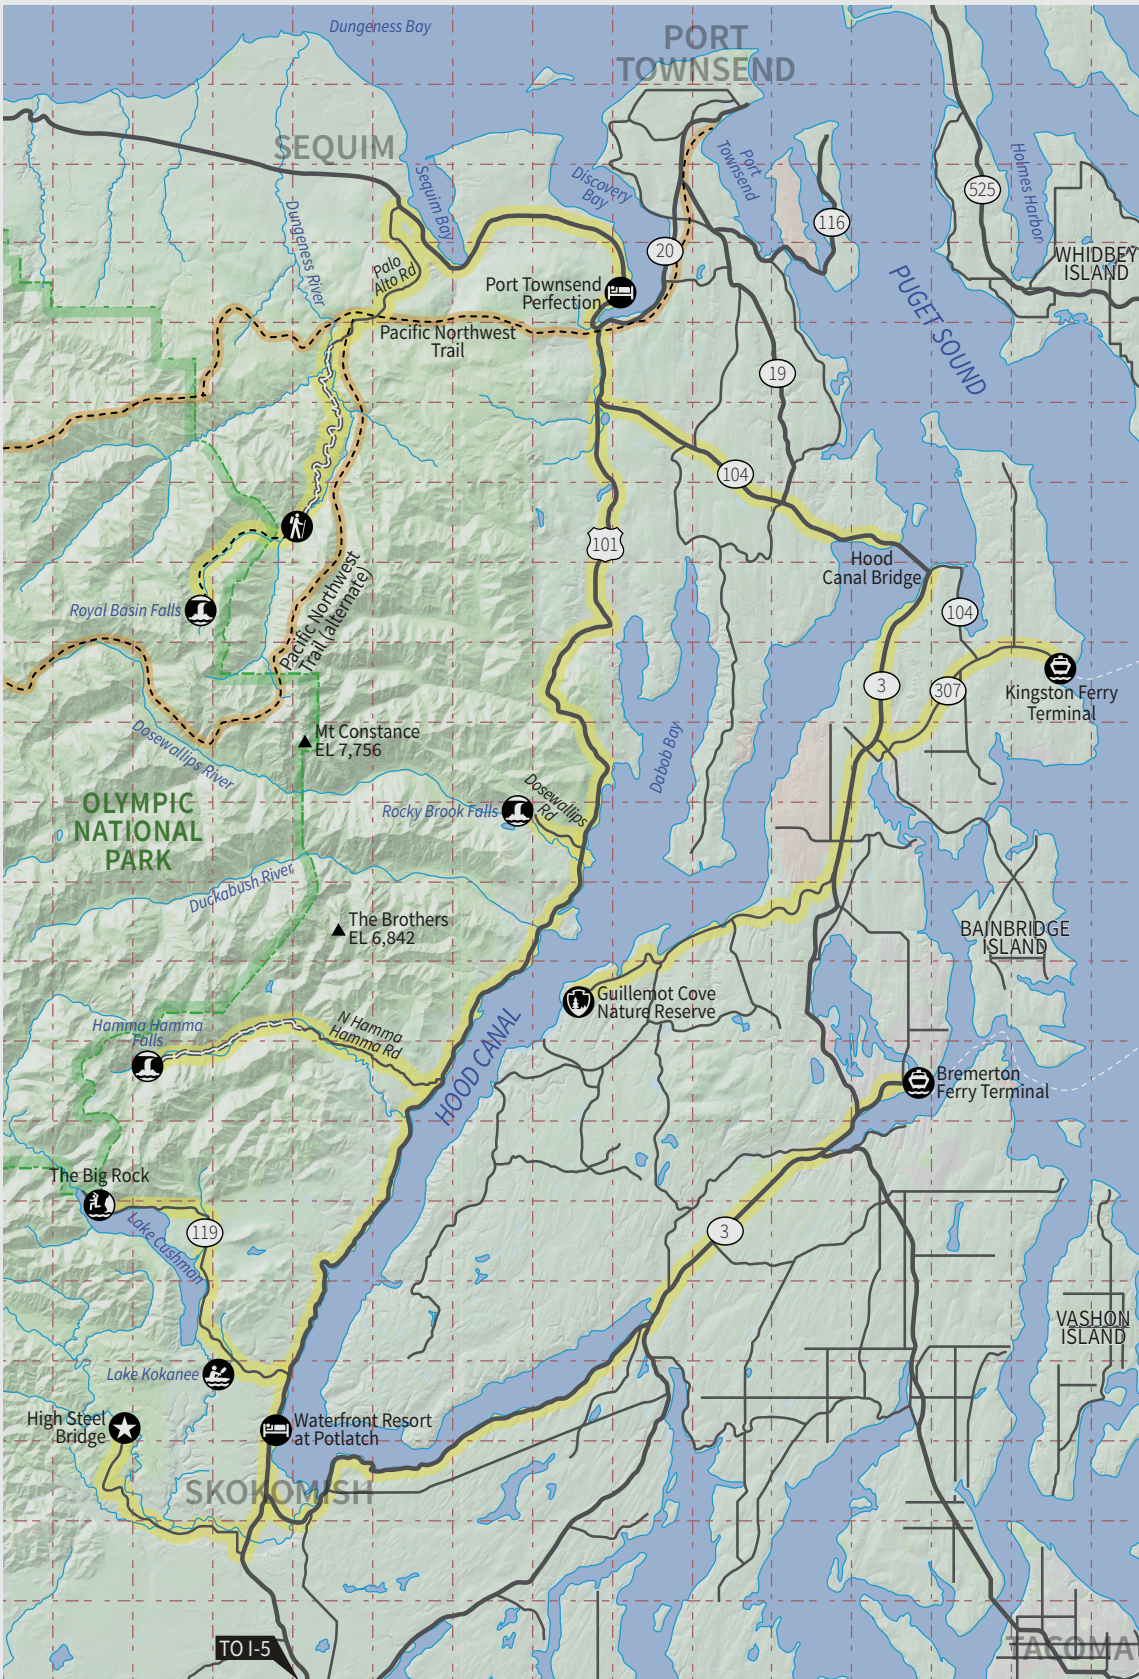 Dungeness Bay
PORT
TOWNSEND
SEQUIM
Sequim Bay
Discovery
Bay
Port
Townsend
Holmes Harbor
525
116
20
Dungeness River
Palo
Alto Rd
WHIDBEY
ISLAND
PUGET SOUND
Port Townsend
Perfection
Pacific Northwest
Trail
19
104
101
Hood
Canal Bridge
104
Pacific Northwest
Trail (alternate)
Royal Basin Falls
3
307
Kingston Ferry
Terminal
Mt Constance
EL 7,756
Dosewallips River
Dabob Bay
Dosewallips
Rd
Rocky Brook Falls
OLYMPIC
NATIONAL
PARK
Duckabush River
The Brothers
EL 6,842
BAINBRIDGE
ISLAND
Guillemot Cove
Nature Reserve
Hamma Hamma
Falls
N Hamma
Hamma Rd
HOOD CANAL
Bremerton
Ferry Terminal
The Big Rock
119
Lake Cushman
3
VASHON
ISLAND
Lake Kokanee
High Steel
Bridge
Waterfront Resort
at Potlatch
SKOKOMISH
TO I-5
TACOMA